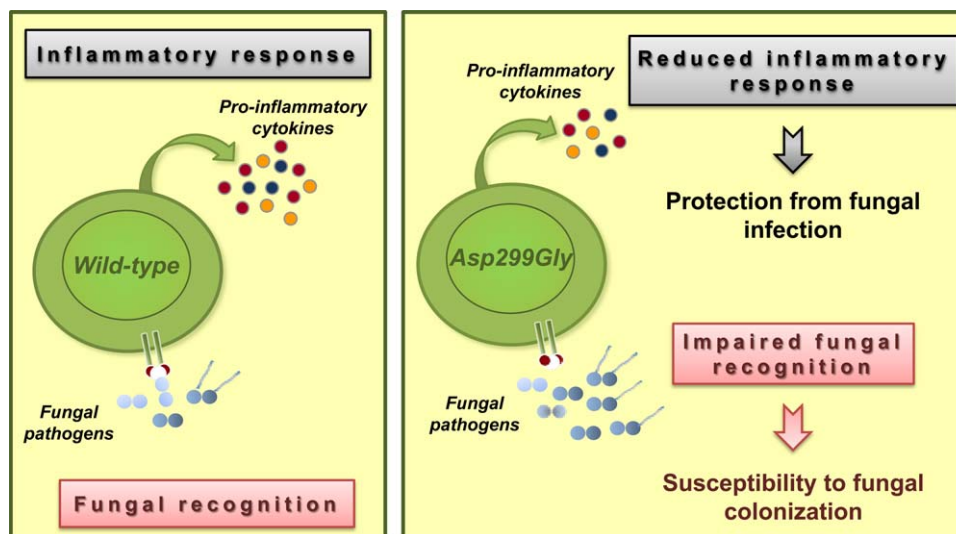 Inflammatory response
Pro-inflammatory
cytokines
Wild-type
Fungal
pathogens
Fungal recognition
Reduced inflammatory
response
Pro-inflammatory
cytokines
Protection from fungal
infection
Asp299Gly
Impaired fungal
recognition
Fungal
pathogens
Susceptibility to fungal
colonization